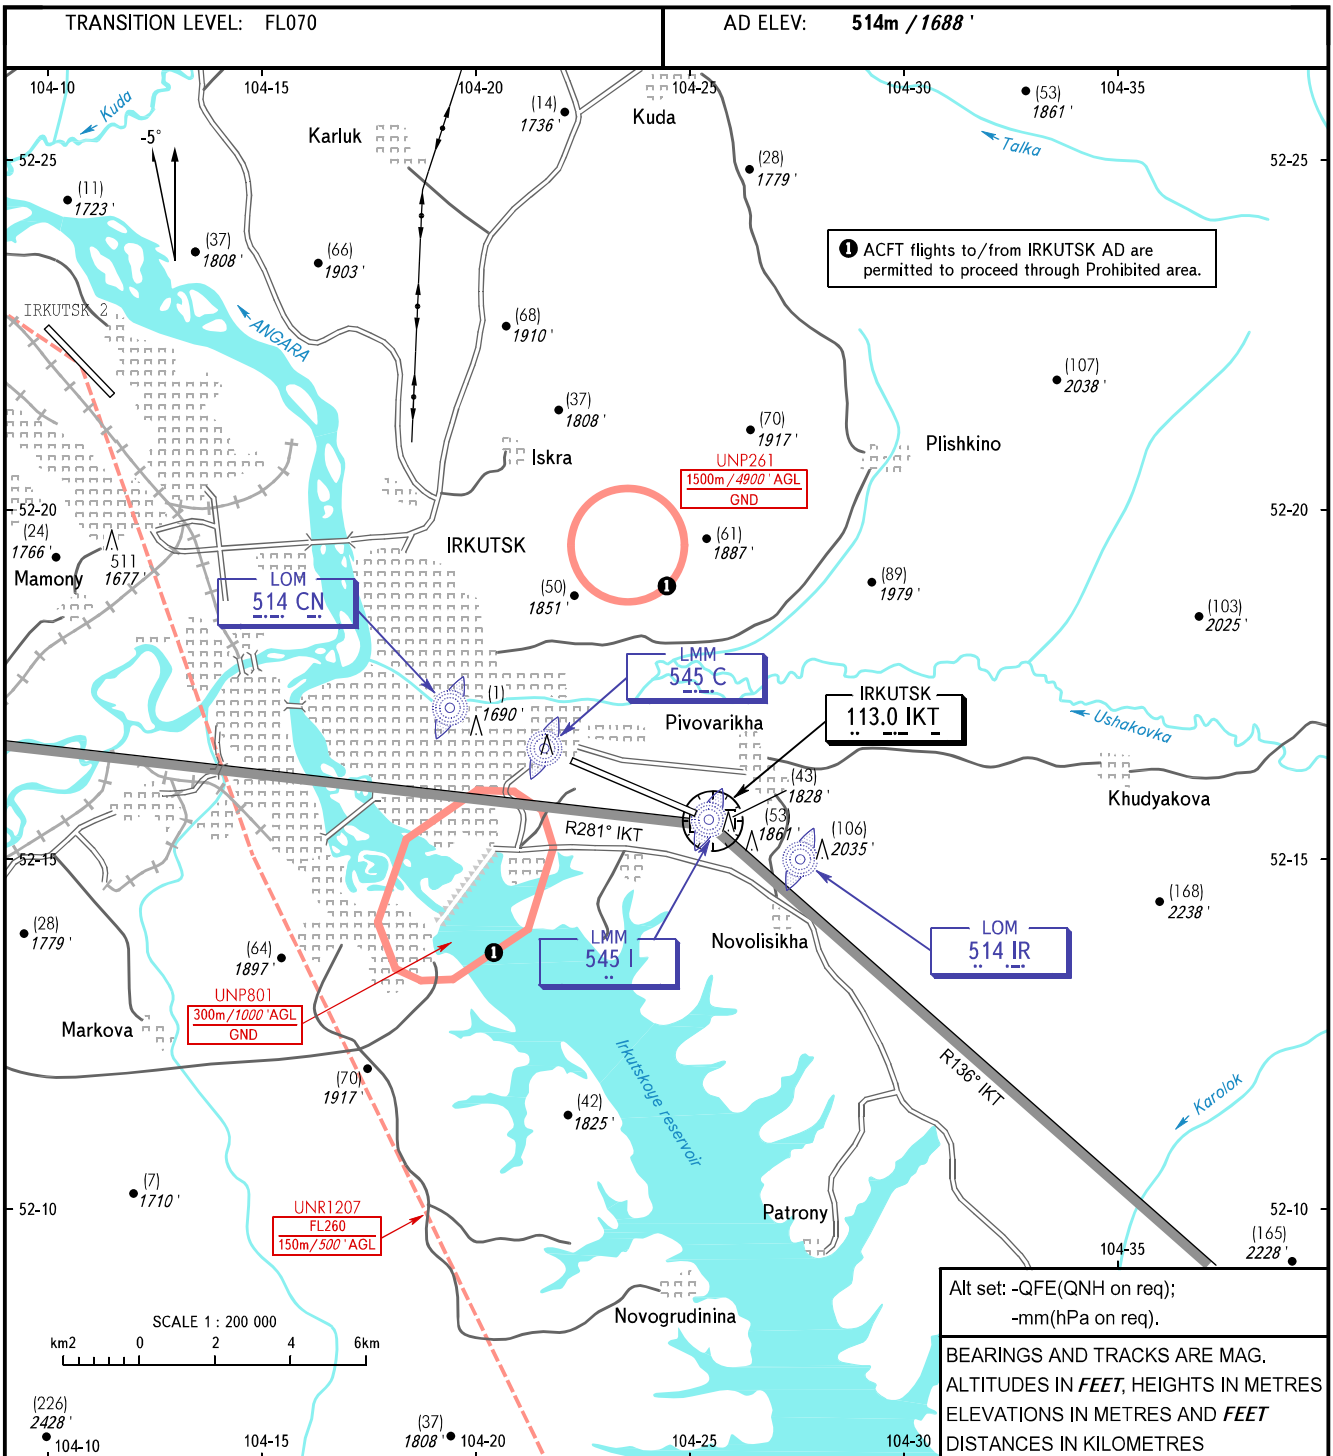 TRANSITION LEVEL: FL070
AD ELEV: 514m / 1688 '
104-10
104-15
104-20
104-25
104-30
104-35
Kuda
(14)
1736 '
Kuda
(53)
1861 '
-5°
Karluk
Talka
52-25
52-25
(28)
1779 '
(11)
1723 '
(37)
1808 '
(66)
1903 '
1 ACFT flights to/from IRKUTSK AD are
permitted to proceed through Prohibited area.
IRKUTSK 2
ANGARA
(68)
1910 '
(107)
2038 '
(37)
1808 '
(70)
1917 '
Plishkino
Iskra
UNP261
1500m / 4900 ' AGL
GND
52-20
52-20
(24)
1766 '
511
1677 '
Mamony
IRKUTSK
(61)
1887 '
1
(50)
1851 '
(89)
1979 '
(103)
2025 '
LOM
514 CN
LMM
545 C
(1)
1690 '
Pivovarikha
IRKUTSK
113.0 IKT
Ushakovka
(43)
1828 '
Khudyakova
(53)
1861 '
R281° IKT
(106)
2035 '
52-15
52-15
(168)
2238 '
(28)
1779 '
(64)
1897 '
1
LMM
545 I
Novolisikha
LOM
514 IR
UNP801
300m/1000 'AGL
GND
Markova
Irkutskoje reservoir
R136° IKT
(70)
1917 '
(42)
1825 '
Karolok
(7)
1710 '
52-10
52-10
UNR1207
FL260
150m/500 'AGL
Patrony
104-35
(165)
2228 '
Novogrudinina
Alt set: -QFE(QNH on req);
-mm(hPa on req).
SCALE 1 : 200 000
km2 0 2 4 6km
BEARINGS AND TRACKS ARE MAG.
ALTITUDES IN FEET, HEIGHTS IN METRES
ELEVATIONS IN METRES AND FEET
DISTANCES IN KILOMETRES
(226)
2428 '
(37)
1808 '
104-10
104-15
104-20
104-25
104-30